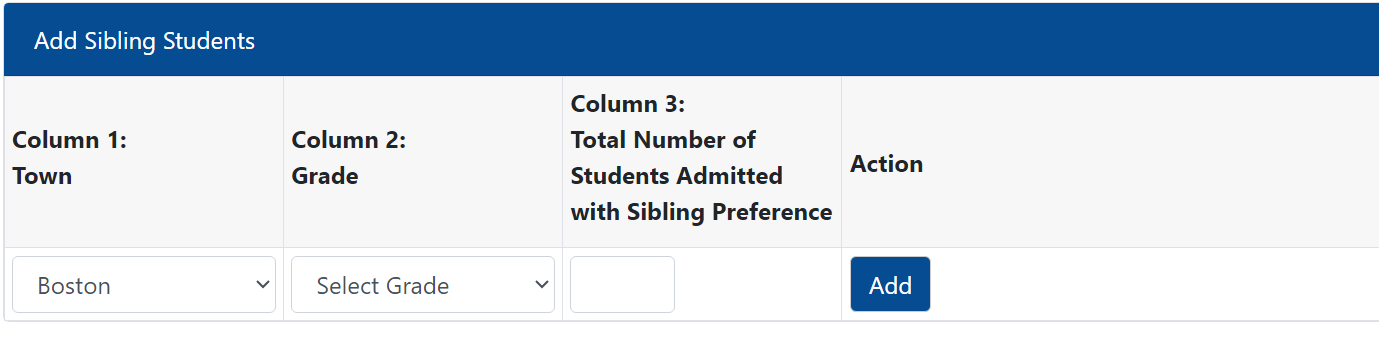 Add Sibling Students
Column 1:
Town
Column 2:
Grade
Column 3:
Total Number of
Students Admitted
with Sibling Preference
Action
Boston
Select Grade
Add